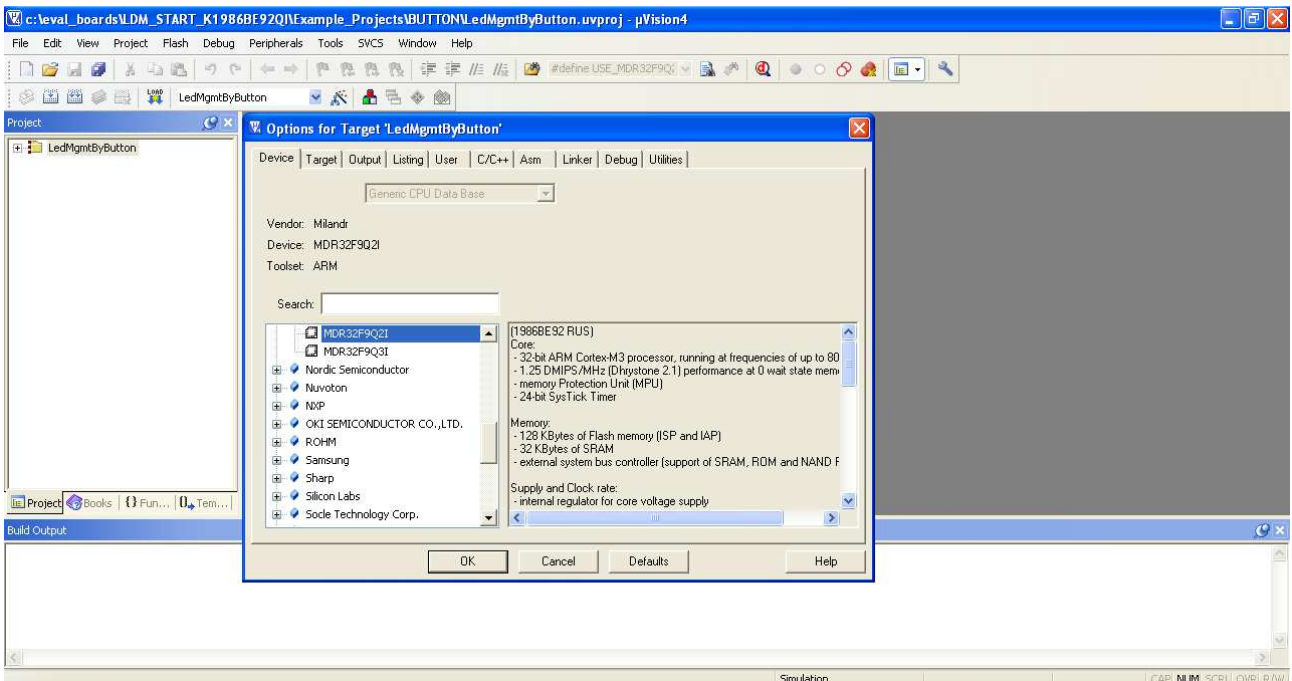 c:\eval_boards\LDM_START_K1986BE92QI\Example_Projects\BUTTON\LedMgmtByButton.uvproj - µVision4
File Edit View Project Flash Debug Peripherals Tools SVCS Window Help
#define USE_MDR32F9Q
LOAD LedMgmtByButton
Project
LedMgmtByButton
Options for Target 'LedMgmtByButton'
Device Target Output Listing User C/C++ Asm Linker Debug Utilities
Generic CPU Data Base
Vendor: Milandr
Device: MDR32F9Q2I
Toolset: ARM
Search:
MDR32F9Q2I
MDR32F9Q3I
Nordic Semiconductor
Nuvoton
NXP
OKI SEMICONDUCTOR CO.,LTD.
ROHM
Samsung
Sharp
Silicon Labs
Socle Technology Corp.
(1986BE92 RUS)
Core:
- 32-bit ARM Cortex-M3 processor, running at frequencies of up to 80
- 1.25 DMIPS/MHz (Dhrystone 2.1) performance at 0 wait state mem
- memory Protection Unit (MPU)
- 24-bit SysTick Timer
Memory:
- 128 KBytes of Flash memory (ISP and IAP)
- 32 KBytes of SRAM
- external system bus controller (support of SRAM, ROM and NAND F
Supply and Clock rate:
- internal regulator for core voltage supply
OK Cancel Defaults Help
Project Books {} Fun... Tem...
Build Output
Simulation CAP NUM SCRL OVR R/W